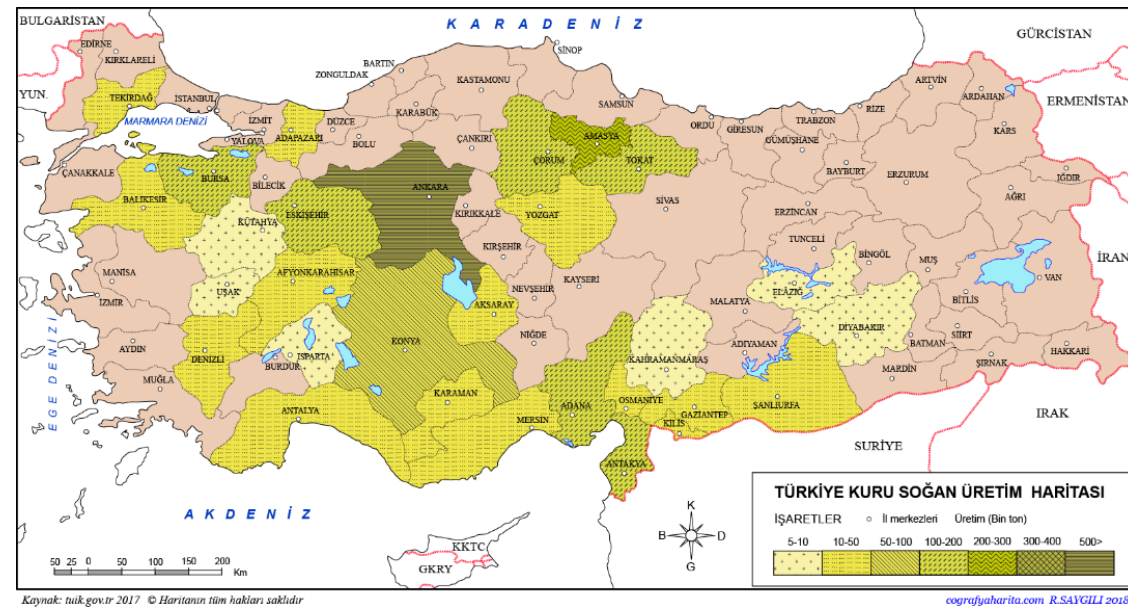 BULGARİSTAN
K A R A D E N İ Z
GÜRCİSTAN
EDİRNE
KIRKLARELİ
SİNOP
BARTIN
ZONGULDAK
KASTAMONU
ARTVİN
ARDAHAN
YUN.
TEKİRDAĞ
İSTANBUL
KARABÜK
SAMSUN
RİZE
ERMENİSTAN
MARMARA DENİZİ
İZMİT
ADAPAZARI
DÜZCE
ORDU
GİRESUN
TRABZON
KARS
YALOVA
BOLU
ÇANKIRI
AMASYA
GÜMÜŞHANE
ÇANAKKALE
BURSA
BİLECİK
ÇORUM
TOKAT
BAYBURT
ERZURUM
IĞDIR
BALIKESİR
ESKİŞEHİR
ANKARA
KIRIKKALE
YOZGAT
SİVAS
ERZİNCAN
AĞRI
KÜTAHYA
KIRŞEHİR
TUNCELİ
BİNGÖL
MUŞ
İRAN
MANİSA
UŞAK
AFYONKARAHİSAR
NEVŞEHİR
KAYSERİ
ELÂZIĞ
VAN
İZMİR
AKSARAY
MALATYA
BİTLİS
EGE DENİZİ
AYDIN
DENİZLİ
ISPARTA
BURDUR
KONYA
NİĞDE
KAHRAMANMARAŞ
ADIYAMAN
DİYABAKIR
BATMAN
SİİRT
HAKKARİ
ŞIRNAK
MARDİN
MUĞLA
KARAMAN
ANTALYA
MERSİN
ADANA
OSMANİYE
GAZIANTEP
KİLİS
ŞANLIURFA
IRAK
SURİYE
ANTAKYA
A K D E N İ Z
KKTC
GKRY
K
B
D
G
TÜRKİYE KURU SOĞAN ÜRETİM HARİTASI
İŞARETLER
İl merkezleri
Üretim (Bin ton)
5-10 10-50 50-100 100-200 200-300 300-400 500>
50 25 0 50 100 150 200
Km
Kaynak: tuik.gov.tr 2017 © Haritanın tüm hakları saklıdır
cografyaharita.com R.SAYGILI 2018